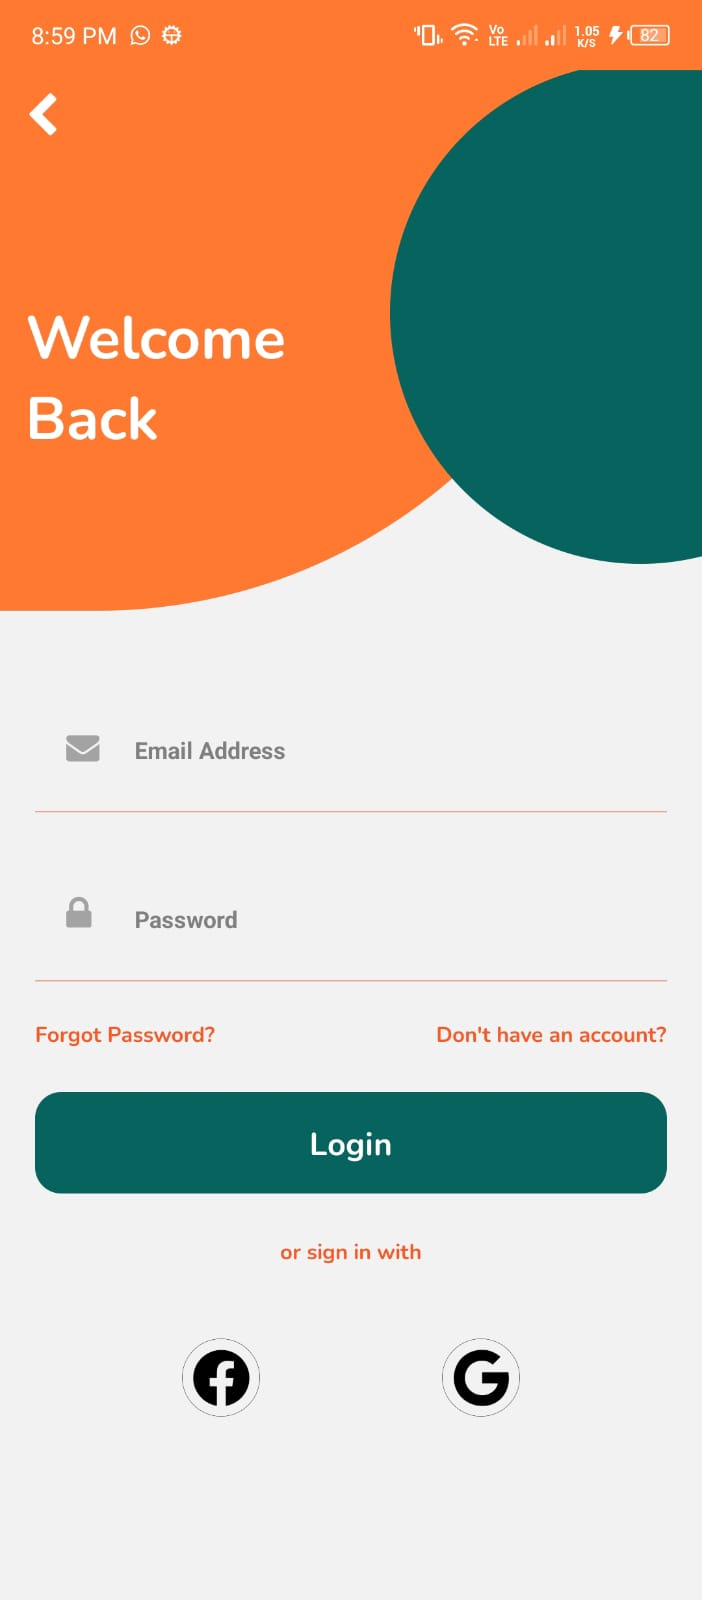 8:59 PM
Vo
LTE
1.05
K/S
82
Welcome
Back
Email Address
Password
Forgot Password? Don't have an account?
Login
or sign in with